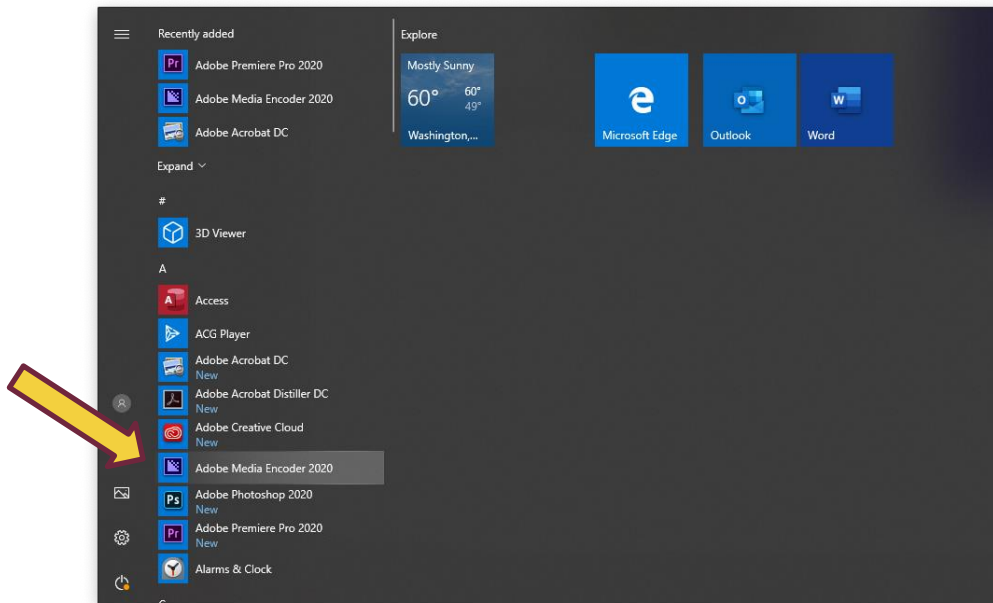 Recently added
Adobe Premiere Pro 2020
Adobe Media Encoder 2020
Adobe Acrobat DC
Expand
#
3D Viewer
A
Access
ACG Player
Adobe Acrobat DC
New
Adobe Acrobat Distiller DC
New
Adobe Creative Cloud
New
Adobe Media Encoder 2020
Adobe Photoshop 2020
New
Adobe Premiere Pro 2020
New
Alarms & Clock
Explore
Mostly Sunny
60° 60°
49°
Washington,...
Microsoft Edge
Outlook
Word